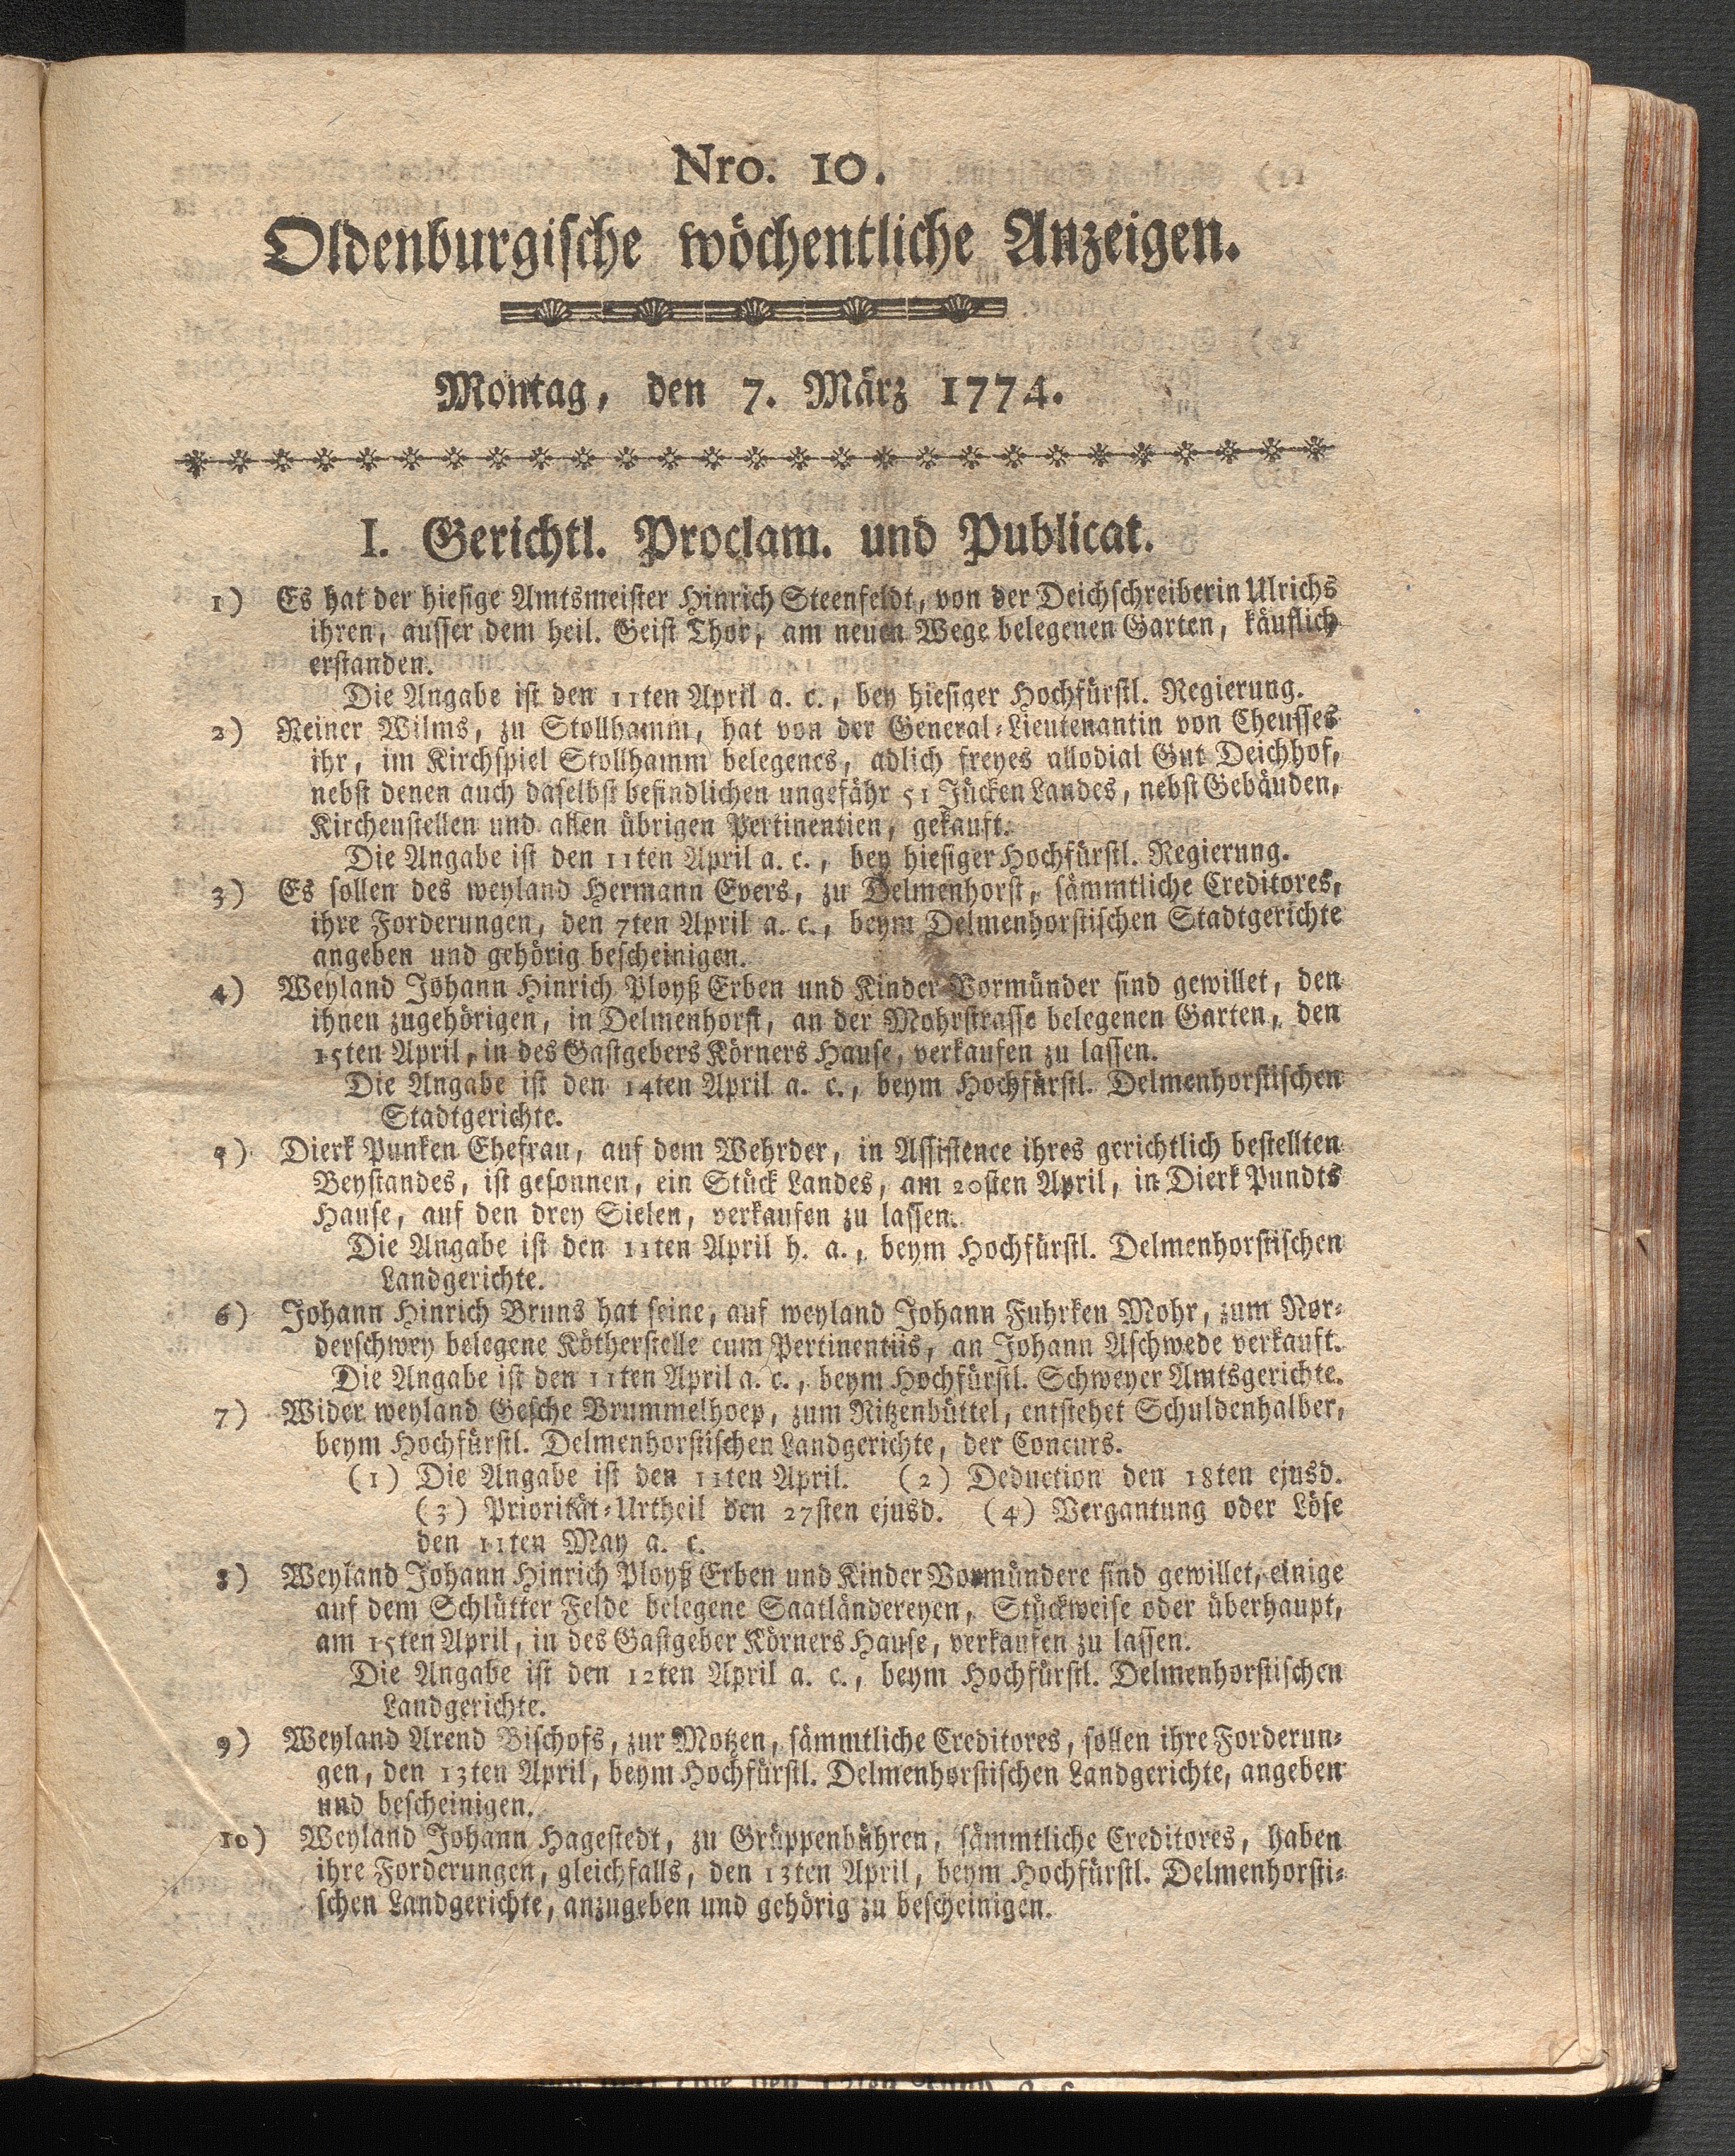 Nro. 10.
Oldenburgische wöchentliche Anzeigen.
Montag, den 7. März 1774.
I. Gerichtl. Proclam. und Publicat.
1) Es hat der hiesige Amtsmeister Hinrich Steenfeldt, von der Deichschreiberin Ulrichs
ihren, ausser dem heil. Geist Thor, am neuen Wege belegenen Garten, käuflich
erstanden.
Die Angabe ist den 11ten April a. c., bey hiesiger Hochfürstl. Regierung.
2) Reiner Wilms, zu Stollhamm, hat von der General-Lieutenantin von Cheusses
ihr, im Kirchspiel Stollhamm belegenes, adlich freyes allodial Gut Deichhof,
nebst denen auch daselbst befindlichen ungefähr 51 Jücken Landes, nebst Gebäuden,
Kirchenstellen und allen übrigen Pertinentien, gekauft.
Die Angabe ist den 11ten April a. c., bey hiesiger Hochfürstl. Regierung.
3) Es sollen des weyland Hermann Evers, zu Delmenhorst, sämmtliche Creditores,
ihre Forderungen, den 7ten April a. c., beym Delmenhorstischen Stadtgerichte
angeben und gehörig bescheinigen.
4) Weyland Johann Hinrich Ployß Erben und Kinder Vormünder sind gewillet, den
ihnen zugehörigen, in Delmenhorst, an der Mohrstrasse belegenen Garten, den
15ten April, in des Gastgebers Körners Hause, verkaufen zu lassen.
Die Angabe ist den 14ten April a. c., beym Hochfürstl. Delmenhorstischen
Stadtgerichte.
5) Dierk Punken Ehefrau, auf dem Wehrder, in Assistence ihres gerichtlich bestellten
Beystandes, ist gesonnen, ein Stück Landes, am 20sten April, in Dierk Pundts
Hause, auf den drey Sielen, verkaufen zu lassen.
Die Angabe ist den 11ten April h. a., beym Hochfürstl. Delmenhorstischen
Landgerichte.
6) Johann Hinrich Bruns hat seine, auf weyland Johann Fuhrken Mohr, zum Nor-
derschwey belegene Kötherstelle cum Pertinentiis, an Johann Aschwede verkauft.
Die Angabe ist den 11ten April a. c., beym Hochfürstl. Schweyer Amtsgerichte.
7) Wider weyland Gesche Brummelhoep, zum Nitzenbüttel, entstehet Schuldenhalber,
beym Hochfürstl. Delmenhorstischen Landgerichte, der Concurs.
(1) Die Angabe ist den 11ten April. (2) Deduction den 18ten ejusd.
(3) Priorität-Urtheil den 27sten ejusd. (4) Vergantung oder Löse
den 11ten May a. c.
8) Weyland Johann Hinrich Ployß Erben und Kinder Vormündere sind gewillet, einige
auf dem Schlütter Felde belegene Saatländereyen, Stückweise oder überhaupt,
am 15ten April, in des Gastgeber Körners Hause, verkaufen zu lassen.
Die Angabe ist den 12ten April a. c., beym Hochfürstl. Delmenhorstischen
Landgerichte.
9) Weyland Arend Bischofs, zur Motzen, sämmtliche Creditores, sollen ihre Forderun-
gen, den 13ten April, beym Hochfürstl. Delmenhorstischen Landgerichte, angeben
und bescheinigen.
10) Weyland Johann Hagestedt, zu Grüppenbühren, sämmtliche Creditores, haben
ihre Forderungen, gleichfalls, den 13ten April, beym Hochfürstl. Delmenhorsti-
schen Landgerichte, anzugeben und gehörig zu bescheinigen.